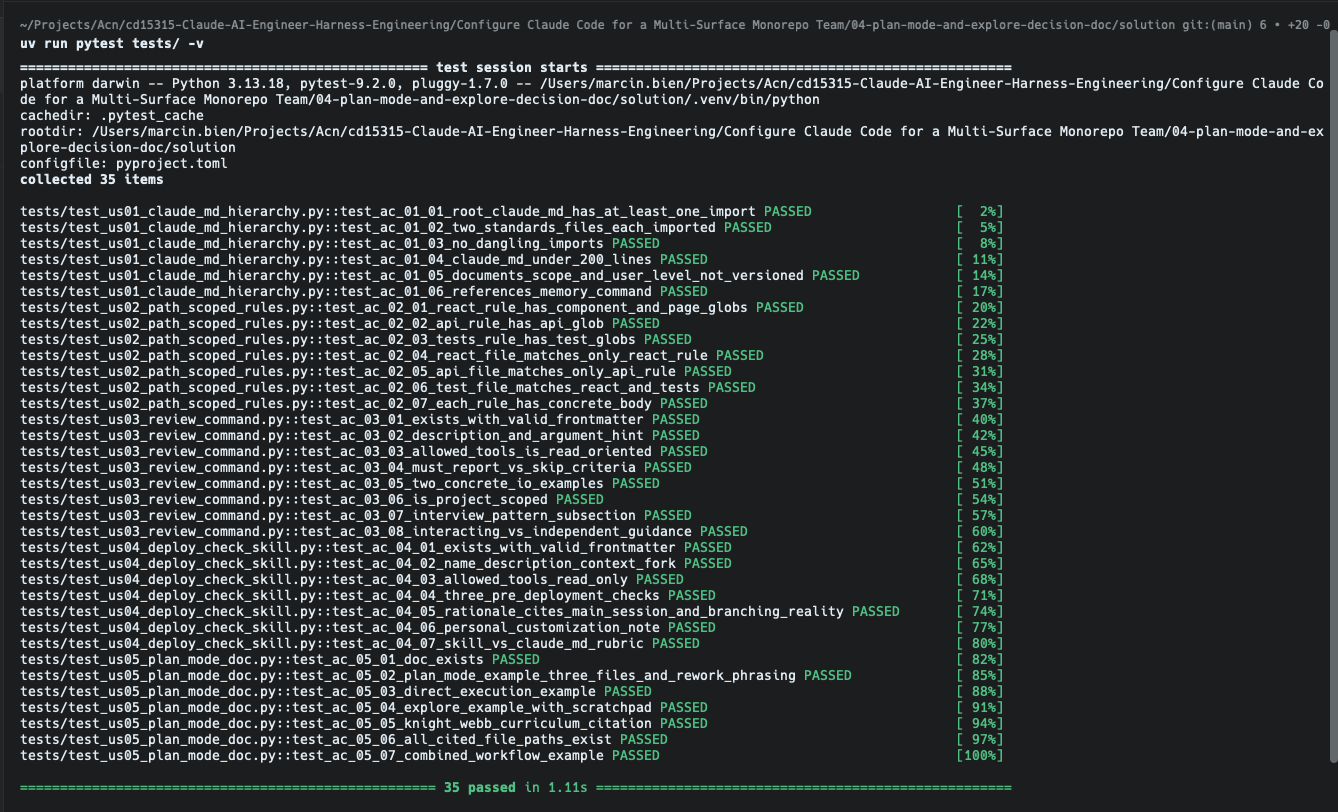 ~/Projects/Acn/cd15315-Claude-AI-Engineer-Harness-Engineering/Configure Claude Code for a Multi-Surface Monorepo Team/04-plan-mode-and-explore-decision-doc/solution git:(main) 6 • +20 -0
uv run pytest tests/ -v
=================================================== test session starts ====================================================
platform darwin -- Python 3.13.18, pytest-9.2.0, pluggy-1.7.0 -- /Users/marcin.bien/Projects/Acn/cd15315-Claude-AI-Engineer-Harness-Engineering/Configure Claude Co
de for a Multi-Surface Monorepo Team/04-plan-mode-and-explore-decision-doc/solution/.venv/bin/python
cachedir: .pytest_cache
rootdir: /Users/marcin.bien/Projects/Acn/cd15315-Claude-AI-Engineer-Harness-Engineering/Configure Claude Code for a Multi-Surface Monorepo Team/04-plan-mode-and-ex
plore-decision-doc/solution
configfile: pyproject.toml
collected 35 items
tests/test_us01_claude_md_hierarchy.py::test_ac_01_01_root_claude_md_has_at_least_one_import PASSED [  2%]
tests/test_us01_claude_md_hierarchy.py::test_ac_01_02_two_standards_files_each_imported PASSED [  5%]
tests/test_us01_claude_md_hierarchy.py::test_ac_01_03_no_dangling_imports PASSED [  8%]
tests/test_us01_claude_md_hierarchy.py::test_ac_01_04_claude_md_under_200_lines PASSED [ 11%]
tests/test_us01_claude_md_hierarchy.py::test_ac_01_05_documents_scope_and_user_level_not_versioned PASSED [ 14%]
tests/test_us01_claude_md_hierarchy.py::test_ac_01_06_references_memory_command PASSED [ 17%]
tests/test_us02_path_scoped_rules.py::test_ac_02_01_react_rule_has_component_and_page_globs PASSED [ 20%]
tests/test_us02_path_scoped_rules.py::test_ac_02_02_api_rule_has_api_glob PASSED [ 22%]
tests/test_us02_path_scoped_rules.py::test_ac_02_03_tests_rule_has_test_globs PASSED [ 25%]
tests/test_us02_path_scoped_rules.py::test_ac_02_04_react_file_matches_only_react_rule PASSED [ 28%]
tests/test_us02_path_scoped_rules.py::test_ac_02_05_api_file_matches_only_api_rule PASSED [ 31%]
tests/test_us02_path_scoped_rules.py::test_ac_02_06_test_file_matches_react_and_tests PASSED [ 34%]
tests/test_us02_path_scoped_rules.py::test_ac_02_07_each_rule_has_concrete_body PASSED [ 37%]
tests/test_us03_review_command.py::test_ac_03_01_exists_with_valid_frontmatter PASSED [ 40%]
tests/test_us03_review_command.py::test_ac_03_02_description_and_argument_hint PASSED [ 42%]
tests/test_us03_review_command.py::test_ac_03_03_allowed_tools_is_read_oriented PASSED [ 45%]
tests/test_us03_review_command.py::test_ac_03_04_must_report_vs_skip_criteria PASSED [ 48%]
tests/test_us03_review_command.py::test_ac_03_05_two_concrete_io_examples PASSED [ 51%]
tests/test_us03_review_command.py::test_ac_03_06_is_project_scoped PASSED [ 54%]
tests/test_us03_review_command.py::test_ac_03_07_interview_pattern_subsection PASSED [ 57%]
tests/test_us03_review_command.py::test_ac_03_08_interacting_vs_independent_guidance PASSED [ 60%]
tests/test_us04_deploy_check_skill.py::test_ac_04_01_exists_with_valid_frontmatter PASSED [ 62%]
tests/test_us04_deploy_check_skill.py::test_ac_04_02_name_description_context_fork PASSED [ 65%]
tests/test_us04_deploy_check_skill.py::test_ac_04_03_allowed_tools_read_only PASSED [ 68%]
tests/test_us04_deploy_check_skill.py::test_ac_04_04_three_pre_deployment_checks PASSED [ 71%]
tests/test_us04_deploy_check_skill.py::test_ac_04_05_rationale_cites_main_session_and_branching_reality PASSED [ 74%]
tests/test_us04_deploy_check_skill.py::test_ac_04_06_personal_customization_note PASSED [ 77%]
tests/test_us04_deploy_check_skill.py::test_ac_04_07_skill_vs_claude_md_rubric PASSED [ 80%]
tests/test_us05_plan_mode_doc.py::test_ac_05_01_doc_exists PASSED [ 82%]
tests/test_us05_plan_mode_doc.py::test_ac_05_02_plan_mode_example_three_files_and_rework_phrasing PASSED [ 85%]
tests/test_us05_plan_mode_doc.py::test_ac_05_03_direct_execution_example PASSED [ 88%]
tests/test_us05_plan_mode_doc.py::test_ac_05_04_explore_example_with_scratchpad PASSED [ 91%]
tests/test_us05_plan_mode_doc.py::test_ac_05_05_knight_webb_curriculum_citation PASSED [ 94%]
tests/test_us05_plan_mode_doc.py::test_ac_05_06_all_cited_file_paths_exist PASSED [ 97%]
tests/test_us05_plan_mode_doc.py::test_ac_05_07_combined_workflow_example PASSED [100%]
==================================================== 35 passed in 1.11s ====================================================